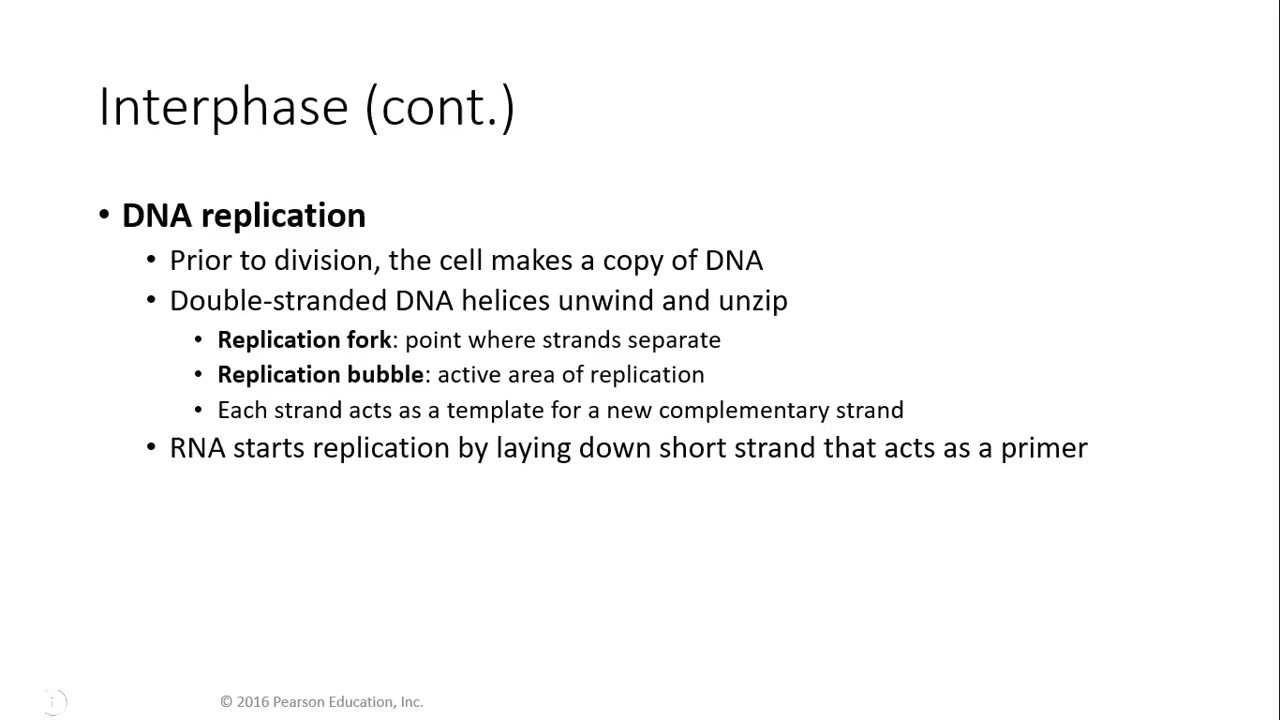 Interphase (cont.)
• DNA replication
• Prior to division, the cell makes a copy of DNA
• Double-stranded DNA helices unwind and unzip
• Replication fork: point where strands separate
• Replication bubble: active area of replication
• Each strand acts as a template for a new complementary strand
• RNA starts replication by laying down short strand that acts as a primer
© 2016 Pearson Education, Inc.